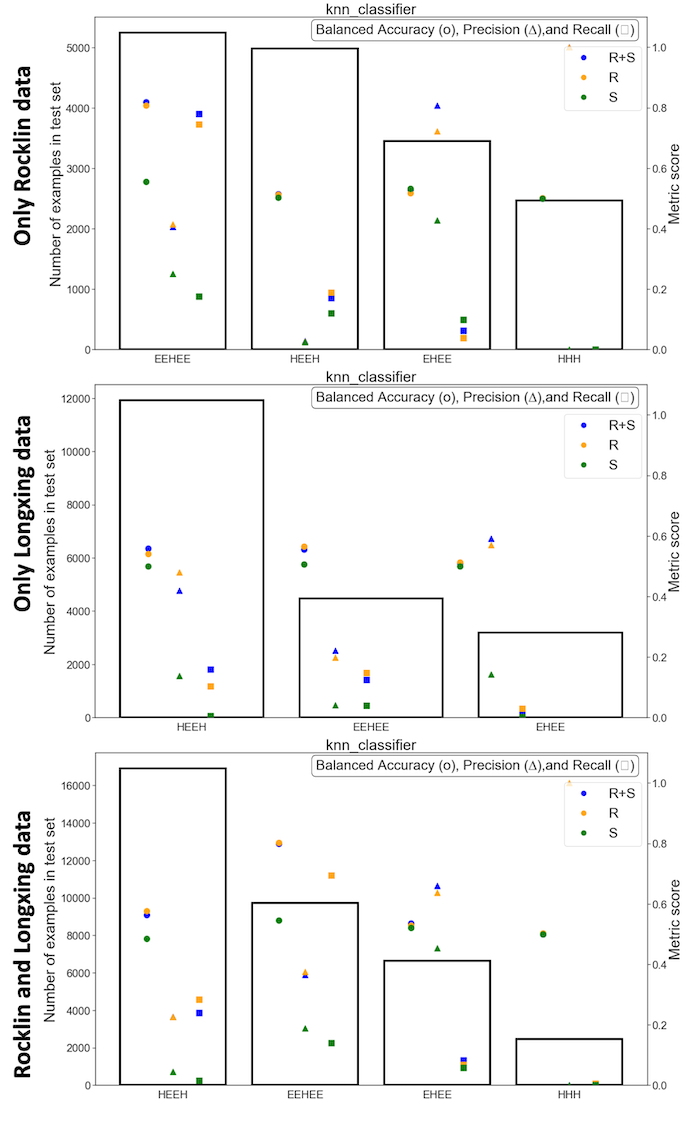 knn_classifier
Balanced Accuracy (o), Precision (Δ),and Recall (□)
Only Rocklin data
Number of examples in test set
5000
4000
3000
2000
1000
0
1.0
0.8
0.6
0.4
0.2
0.0
Metric score
R+S
R
S
EEHEE HEEH EHEE HHH
knn_classifier
Balanced Accuracy (o), Precision (Δ),and Recall (□)
Only Longxing data
Number of examples in test set
12000
10000
8000
6000
4000
2000
0
1.0
0.8
0.6
0.4
0.2
0.0
Metric score
R+S
R
S
HEEH EEHEE EHEE
knn_classifier
Balanced Accuracy (o), Precision (Δ),and Recall (□)
Rocklin and Longxing data
Number of examples in test set
16000
14000
12000
10000
8000
6000
4000
2000
0
1.0
0.8
0.6
0.4
0.2
0.0
Metric score
R+S
R
S
HEEH EEHEE EHEE HHH